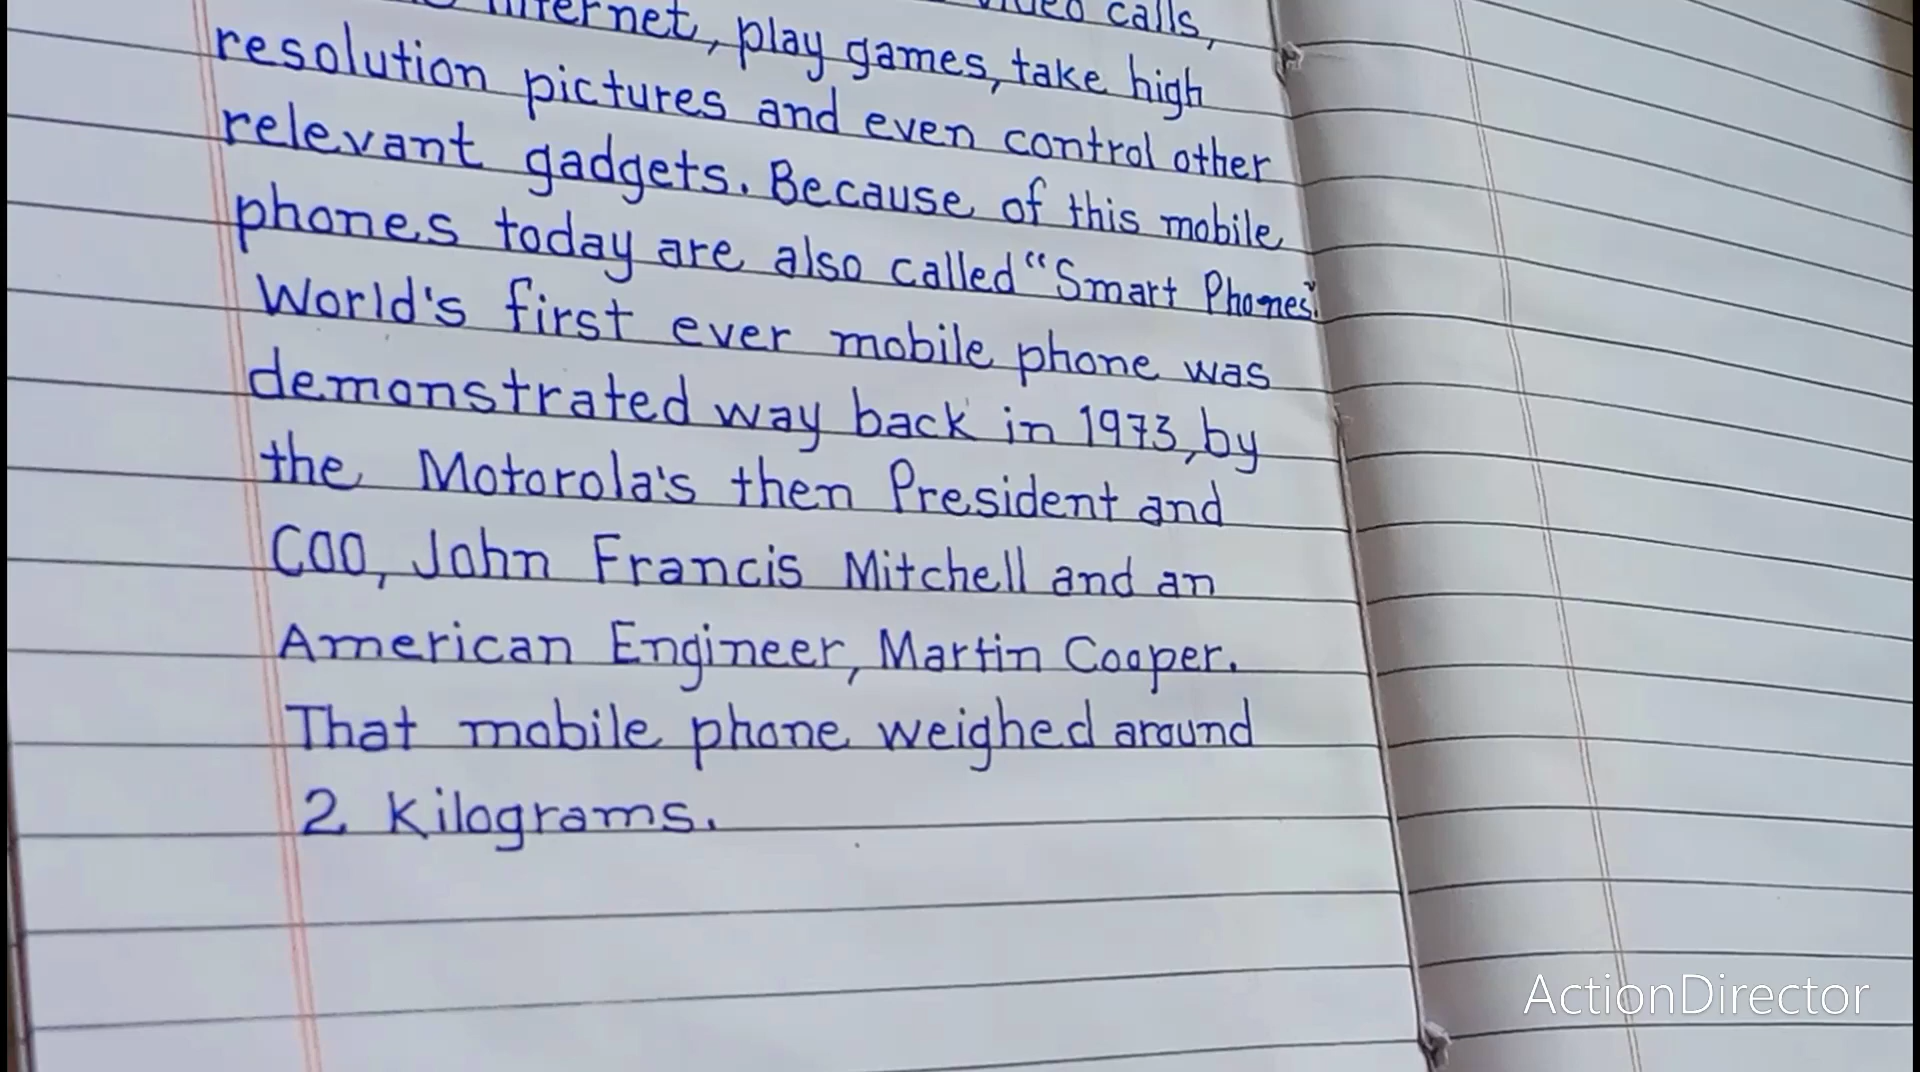 internet, play games, take high
video calls,
resolution pictures and even control other
relevant gadgets. Because of this mobile
phones today are also called "Smart Phones".
World's first ever mobile phone was
demonstrated way back in 1973, by
the Motorola's then President and
COO, John Francis Mitchell and an
American Engineer, Martin Cooper.
That mobile phone weighed around
2 Kilograms.
ActionDirector